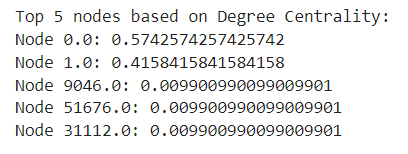 Top 5 nodes based on Degree Centrality:
Node 0.0: 0.5742574257425742
Node 1.0: 0.4158415841584158
Node 9046.0: 0.009900990099009901
Node 51676.0: 0.009900990099009901
Node 31112.0: 0.009900990099009901